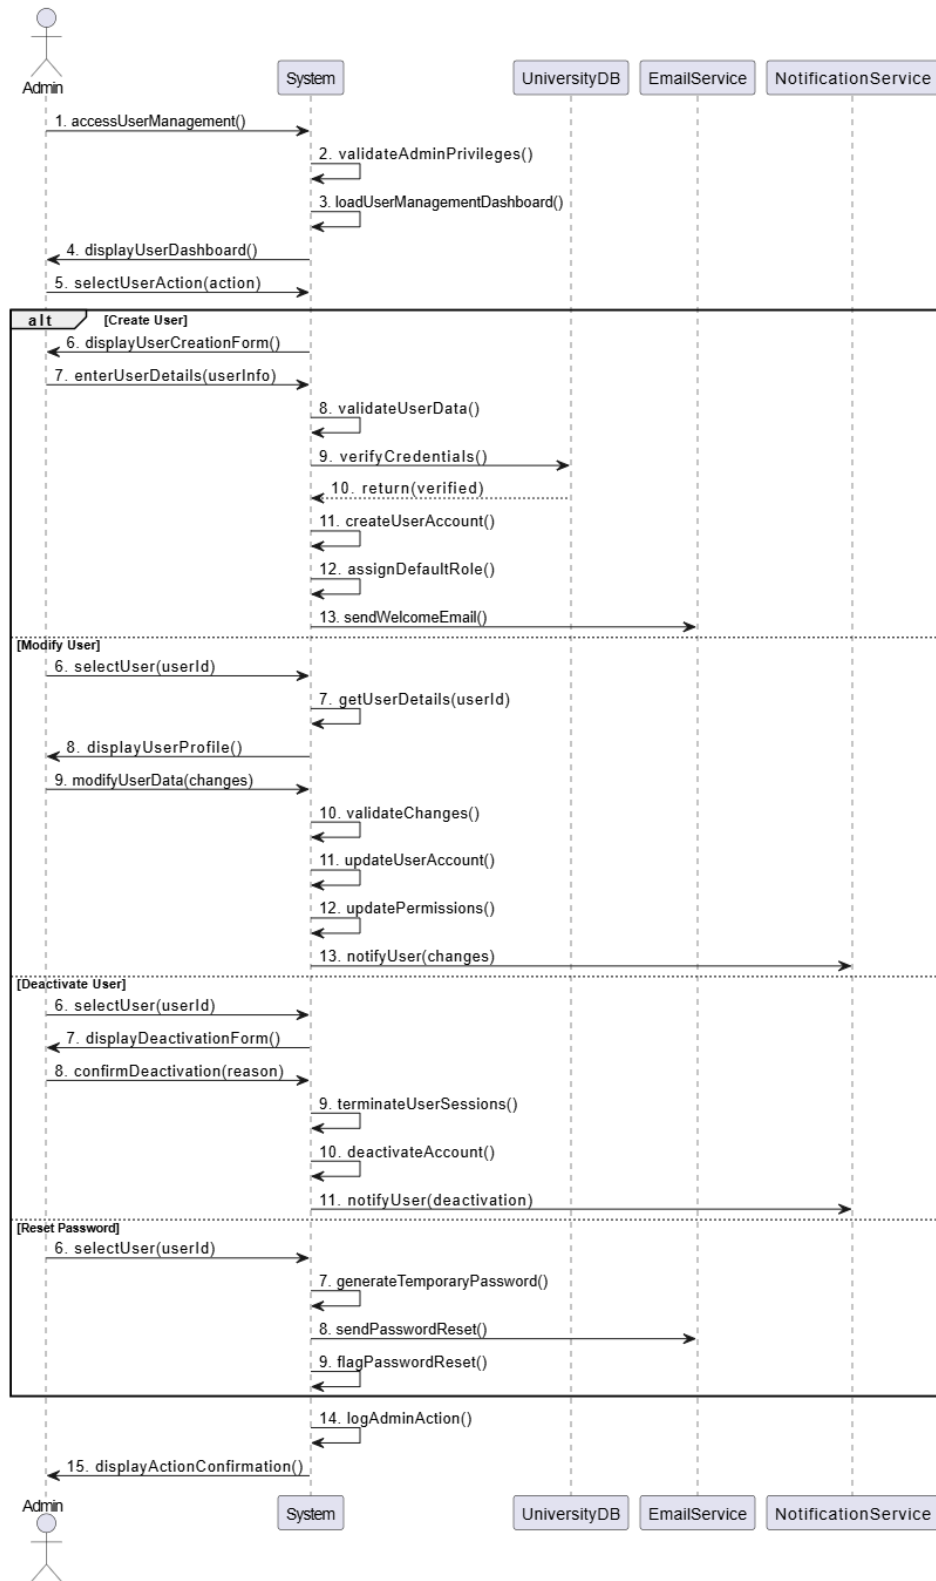 Admin
System
UniversityDB
EmailService
NotificationService
1. accessUserManagement()
2. validateAdminPrivileges()
3. loadUserManagementDashboard()
4. displayUserDashboard()
5. selectUserAction(action)
alt [Create User]
6. displayUserCreationForm()
7. enterUserDetails(userInfo)
8. validateUserData()
9. verifyCredentials()
10. return(verified)
11. createUserAccount()
12. assignDefaultRole()
13. sendWelcomeEmail()
[Modify User]
6. selectUser(userId)
7. getUserDetails(userId)
8. displayUserProfile()
9. modifyUserData(changes)
10. validateChanges()
11. updateUserAccount()
12. updatePermissions()
13. notifyUser(changes)
[Deactivate User]
6. selectUser(userId)
7. displayDeactivationForm()
8. confirmDeactivation(reason)
9. terminateUserSessions()
10. deactivateAccount()
11. notifyUser(deactivation)
[Reset Password]
6. selectUser(userId)
7. generateTemporaryPassword()
8. sendPasswordReset()
9. flagPasswordReset()
14. logAdminAction()
15. displayActionConfirmation()
Admin
System
UniversityDB
EmailService
NotificationService